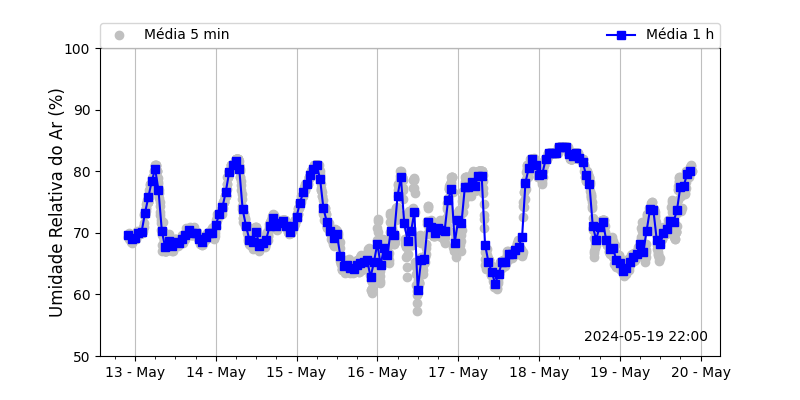 Média 5 min
Média 1 h
Umidade Relativa do Ar (%)
100
90
80
70
60
50
2024-05-19 22:00
13 - May
14 - May
15 - May
16 - May
17 - May
18 - May
19 - May
20 - May